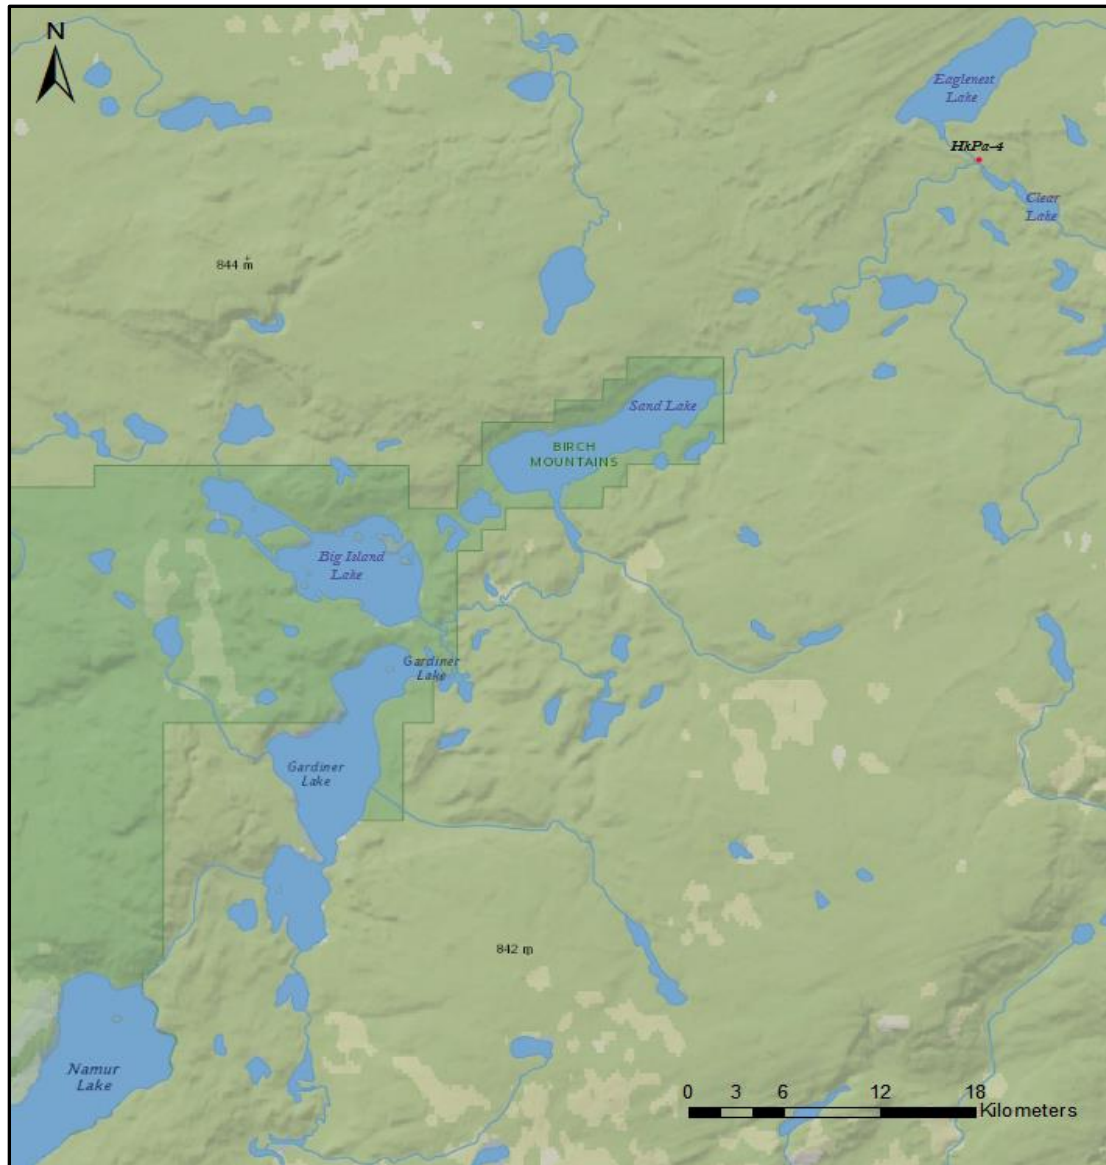 N
Eaglenest
Lake
HkPa-4
Clear
Lake
844 m
Sand Lake
BIRCH
MOUNTAINS
Big Island
Lake
Gardiner
Lake
Gardiner
Lake
842 m
Namur
Lake
0 3 6 12 18
Kilometers